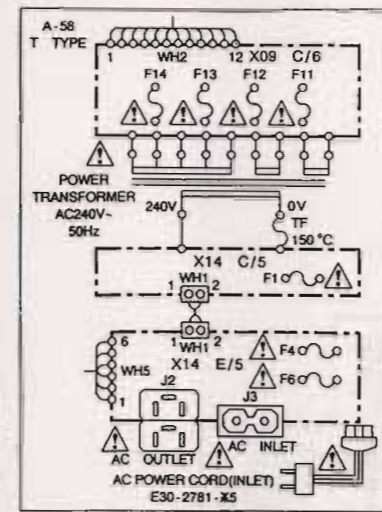 A-58
T TYPE
1 WH2 12 X09 C/6
F14 F13 F12 F11
POWER
TRANSFORMER
AC240V~
50Hz
240V 0V
TF
150°C
X14 C/5
WH1
1 2
F1
1 2
WH1
6
X14 E/5
F4
WH5
F6
J2
J3
1
AC OUTLET
AC INLET
AC POWER CORD(INLET)
E30-2781-X5